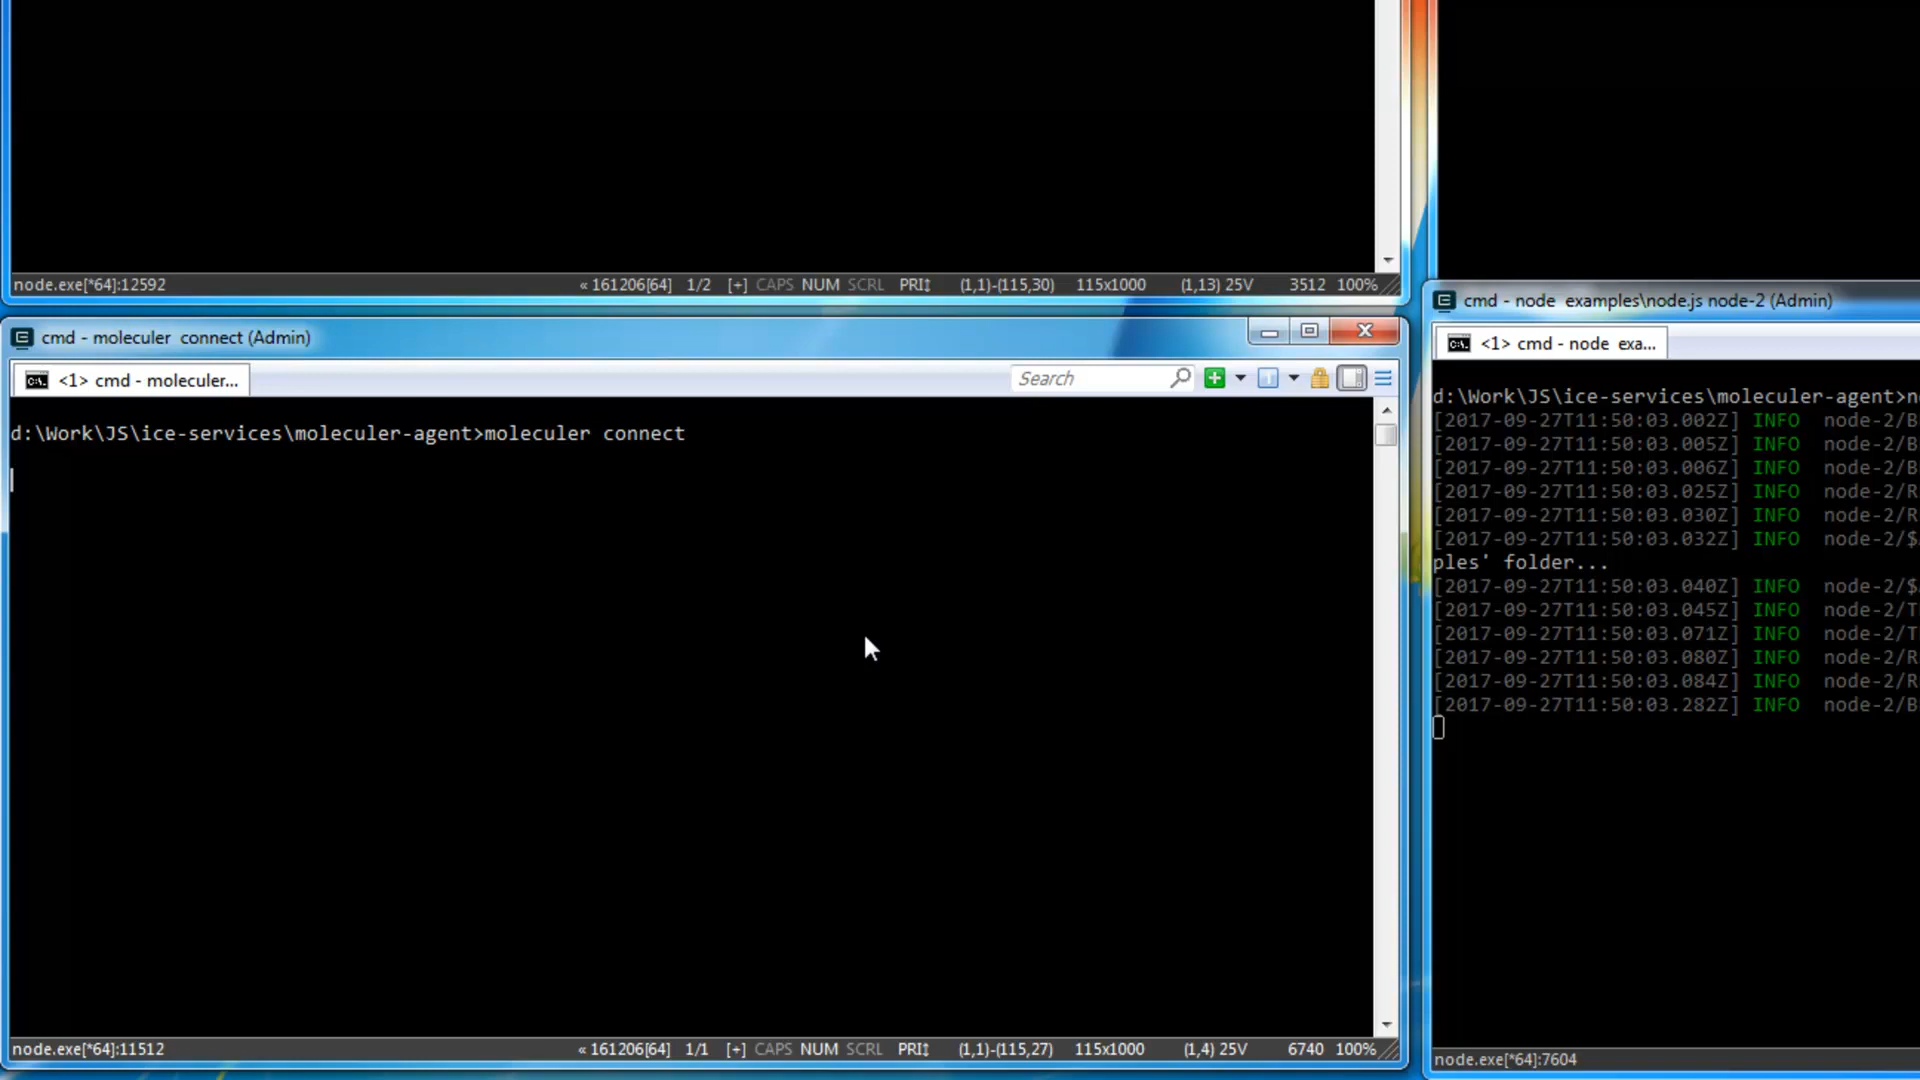 node.exe[*64]:12592 « 161206[64] 1/2 [+] CAPS NUM SCRL PRI↕ (1,1)-(115,30) 115x1000 (1,13) 25V 3512 100%
cmd - moleculer connect (Admin)
<1> cmd - moleculer...
Search
d:\Work\JS\ice-services\moleculer-agent>moleculer connect
node.exe[*64]:11512 « 161206[64] 1/1 [+] CAPS NUM SCRL PRI↕ (1,1)-(115,27) 115x1000 (1,4) 25V 6740 100%
cmd - node examples\node.js node-2 (Admin)
<1> cmd - node exa...
d:\Work\JS\ice-services\moleculer-agent>n
[2017-09-27T11:50:03.002Z] INFO node-2/B
[2017-09-27T11:50:03.005Z] INFO node-2/B
[2017-09-27T11:50:03.006Z] INFO node-2/B
[2017-09-27T11:50:03.025Z] INFO node-2/R
[2017-09-27T11:50:03.030Z] INFO node-2/R
[2017-09-27T11:50:03.032Z] INFO node-2/$
ples' folder...
[2017-09-27T11:50:03.040Z] INFO node-2/$
[2017-09-27T11:50:03.045Z] INFO node-2/T
[2017-09-27T11:50:03.071Z] INFO node-2/T
[2017-09-27T11:50:03.080Z] INFO node-2/R
[2017-09-27T11:50:03.084Z] INFO node-2/R
[2017-09-27T11:50:03.282Z] INFO node-2/B
node.exe[*64]:7604